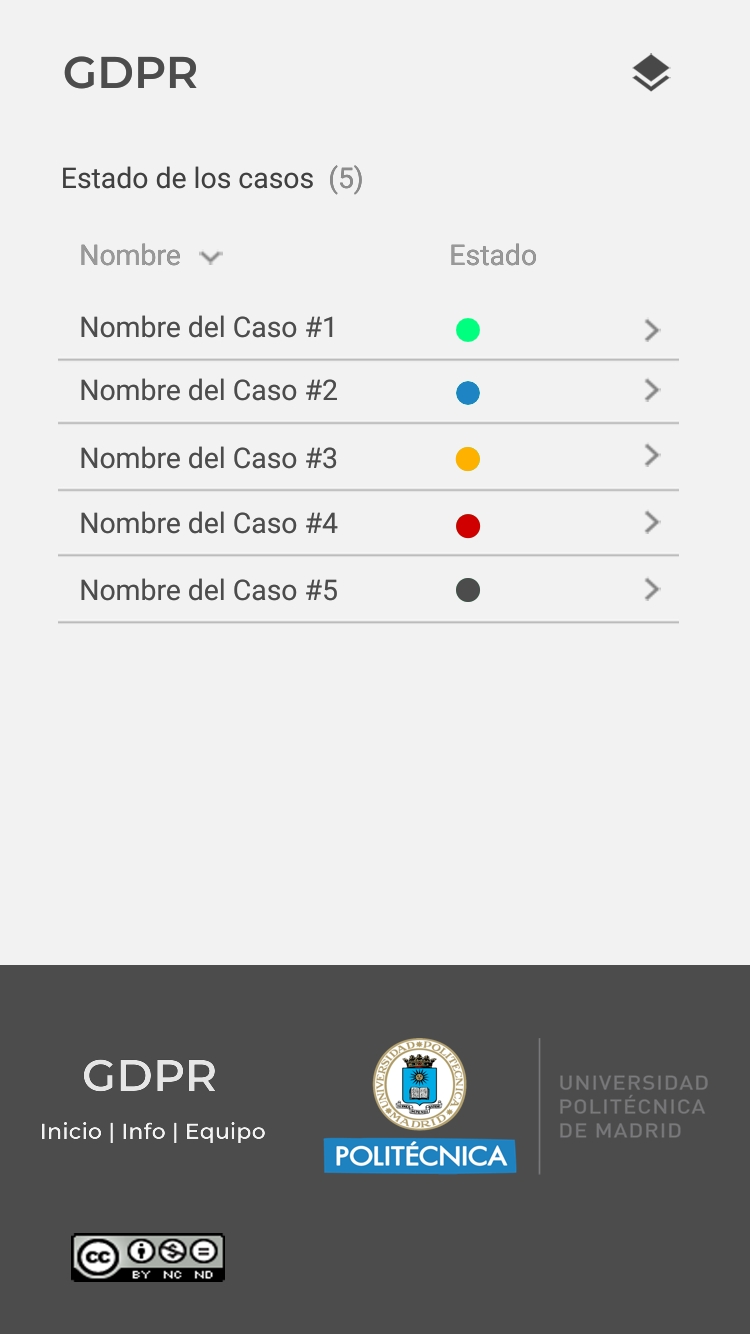 GDPR
Estado de los casos (5)
Nombre Estado
Nombre del Caso #1
Nombre del Caso #2
Nombre del Caso #3
Nombre del Caso #4
Nombre del Caso #5
GDPR
Inicio | Info | Equipo
UNIVERSIDAD POLITÉCNICA
MADRID
POLITÉCNICA
UNIVERSIDAD
POLITÉCNICA
DE MADRID
cc
BY NC ND